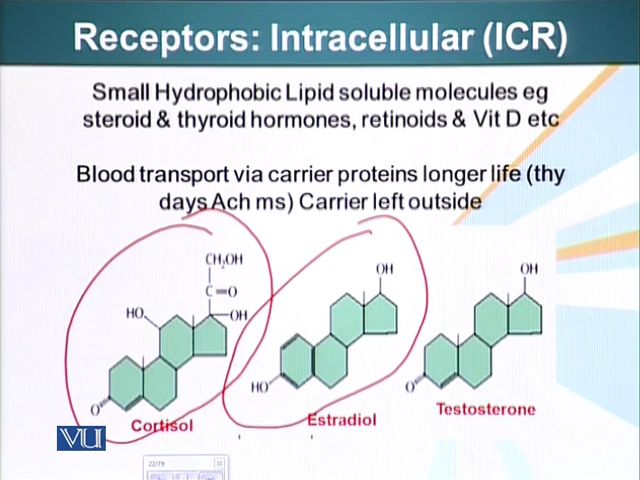 Receptors: Intracellular (ICR)
Small Hydrophobic Lipid soluble molecules eg
steroid & thyroid hormones, retinoids & Vit D etc
Blood transport via carrier proteins longer life (thy
days Ach ms) Carrier left outside
CH₂OH
C=O
HO
OH
O
Cortisol
OH
HO
Estradiol
OH
O
Testosterone
VU
22/79